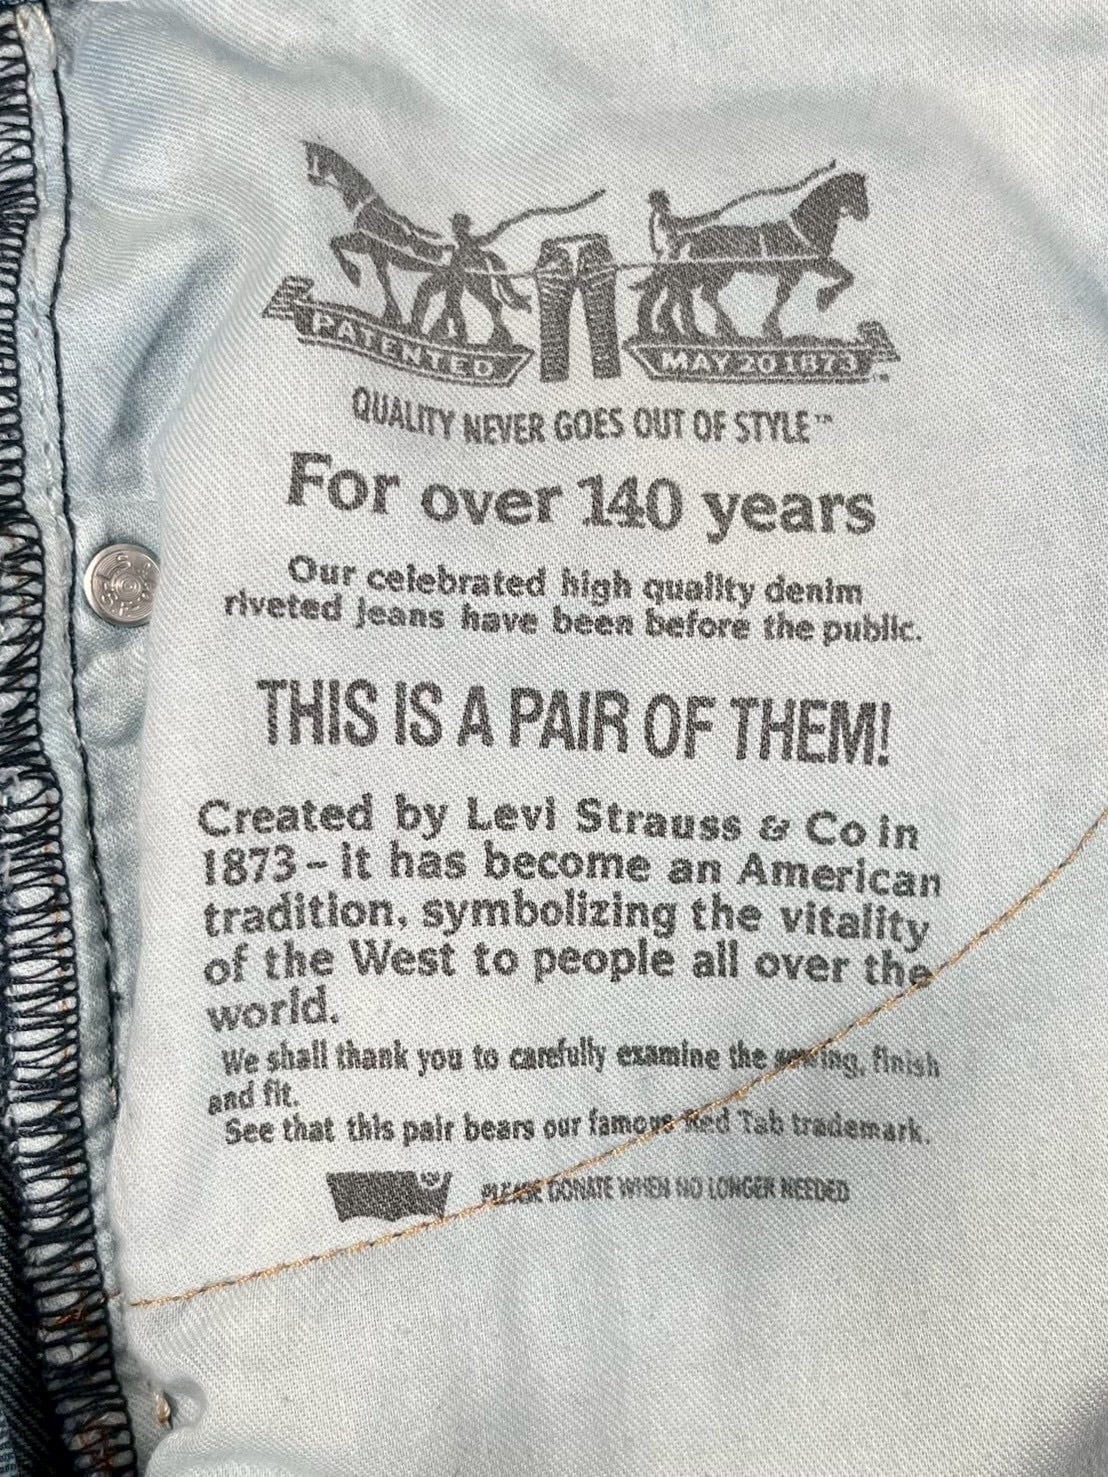 PATENTED
MAY 20 1873
QUALITY NEVER GOES OUT OF STYLE™
For over 140 years
Our celebrated high quality denim
riveted jeans have been before the public.
THIS IS A PAIR OF THEM!
Created by Levi Strauss & Co in
1873 – it has become an American
tradition, symbolizing the vitality
of the West to people all over the
world.
We shall thank you to carefully examine the sewing, finish
and fit.
See that this pair bears our famous Red Tab trademark.
PLEASE DONATE WHEN NO LONGER NEEDED